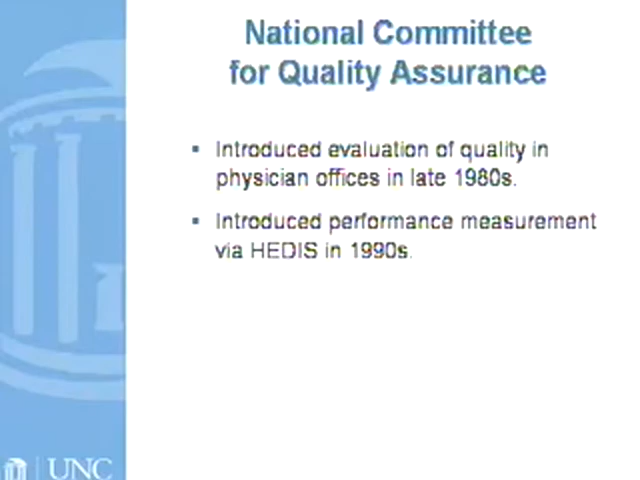 National Committee
for Quality Assurance
▪ Introduced evaluation of quality in
physician offices in late 1980s.
▪ Introduced performance measurement
via HEDIS in 1990s.
UNC